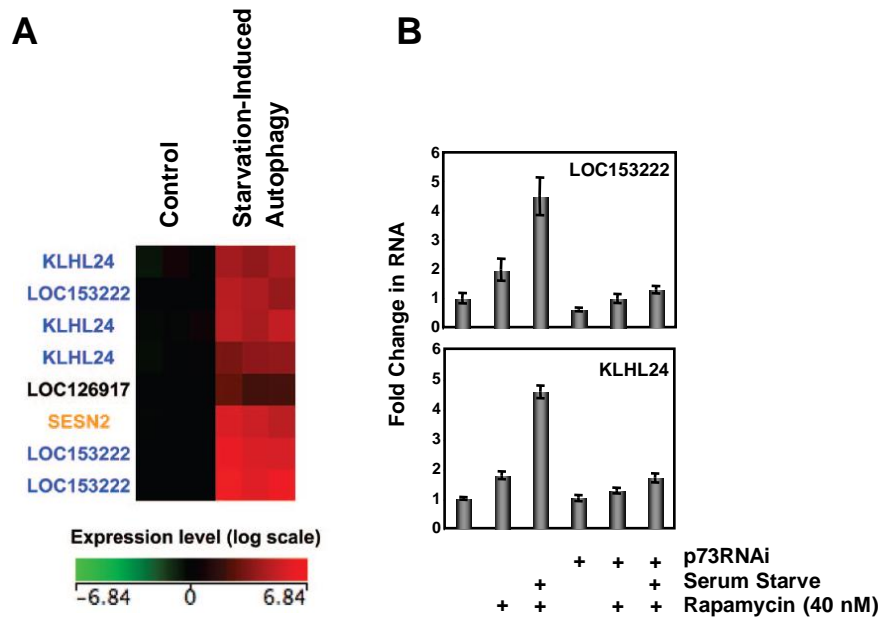 A
Control
Starvation-Induced
Autophagy
KLHL24
LOC153222
KLHL24
KLHL24
LOC126917
SESN2
LOC153222
LOC153222
Expression level (log scale)
-6.84 0 6.84
B
Fold Change in RNA
6
5
4
3
2
1
0
LOC153222
6
5
4
3
2
1
0
KLHL24
+ + + p73RNAi
+ + Serum Starve
+ + + + Rapamycin (40 nM)